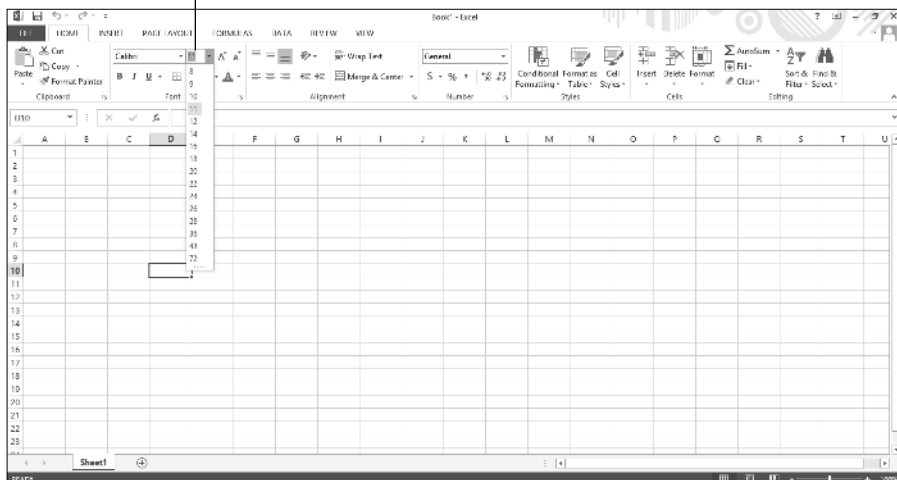 Book1 - Excel
FILE HOME INSERT PAGE LAYOUT FORMULAS DATA REVIEW VIEW
Cut
Copy
Format Painter
Paste
Clipboard
Calibri 11
B I U
Font
Wrap Text
Merge & Center
Alignment
General
$ % ,
Number
Conditional Formatting
Format as Table
Cell Styles
Styles
Insert Delete Format
Cells
AutoSum
Fill
Clear
Sort & Filter
Find & Select
Editing
8
9
10
11
12
14
16
18
20
22
24
26
28
36
48
72
D10
A B C D F G H I J K L M N O P Q R S T U
1
2
3
4
5
6
7
8
9
10
11
12
13
14
15
16
17
18
19
20
21
22
23
Sheet1
READY
100%